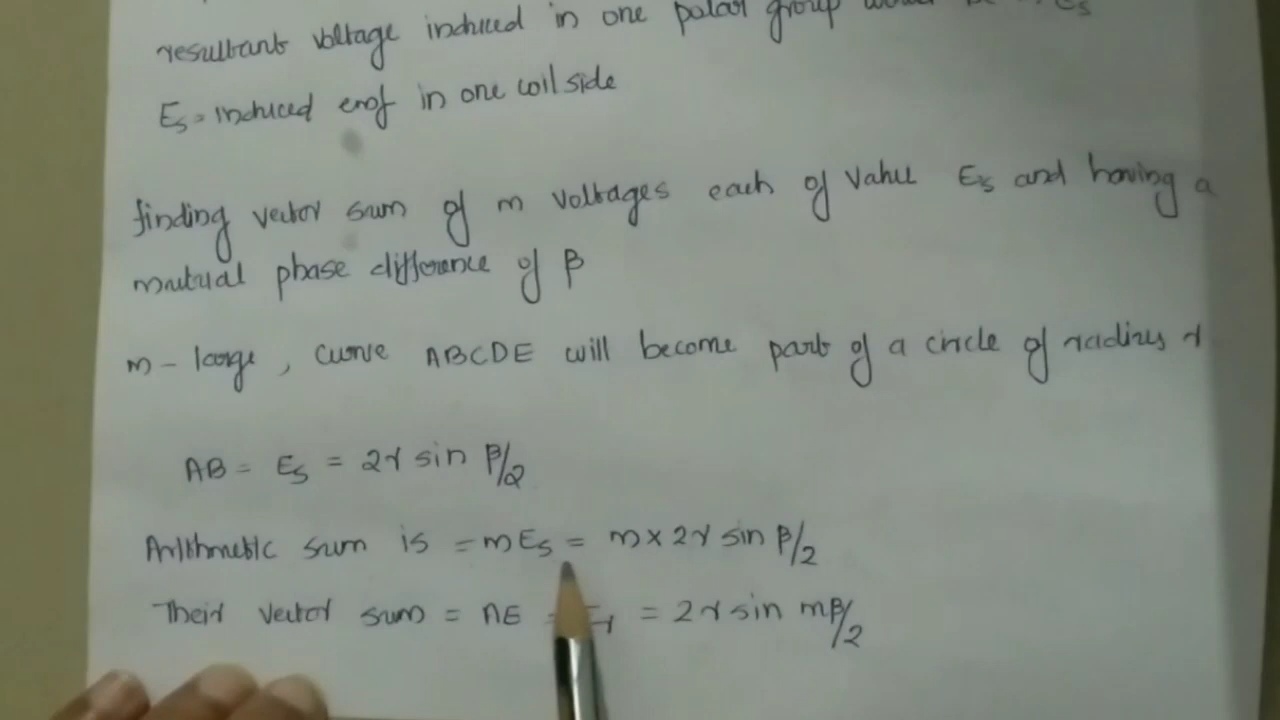 resultant voltage induced in one polar group
Es = induced emf in one coil side
finding vector sum of m voltages each of value Es and having a
mutual phase difference of β
m - large, curve ABCDE will become part of a circle of radius r
AB = Es = 2r sin β/2
Arithmetic sum is = mEs = m x 2r sin β/2
Their vector sum = AE = Er = 2r sin mβ/2